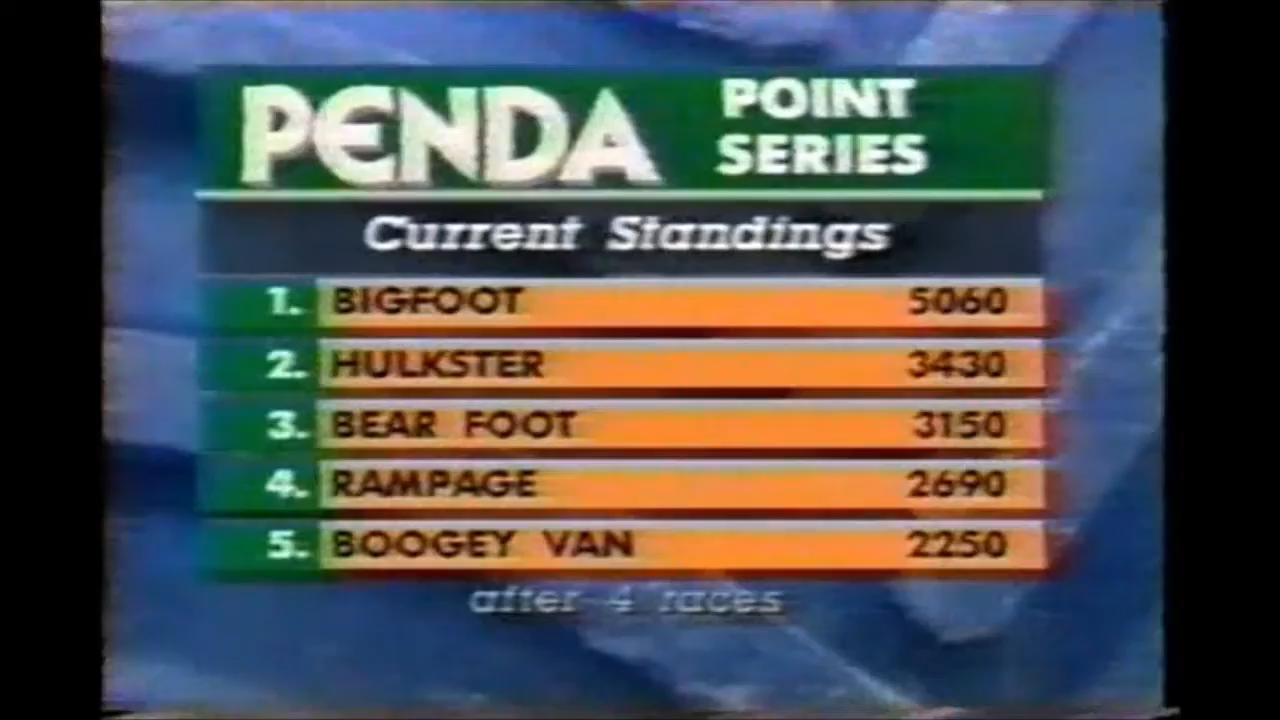 PENDA
POINT
SERIES
Current Standings
1. BIGFOOT 5060
2. HULKSTER 3430
3. BEAR FOOT 3150
4. RAMPAGE 2690
5. BOOGEY VAN 2250
after 4 races